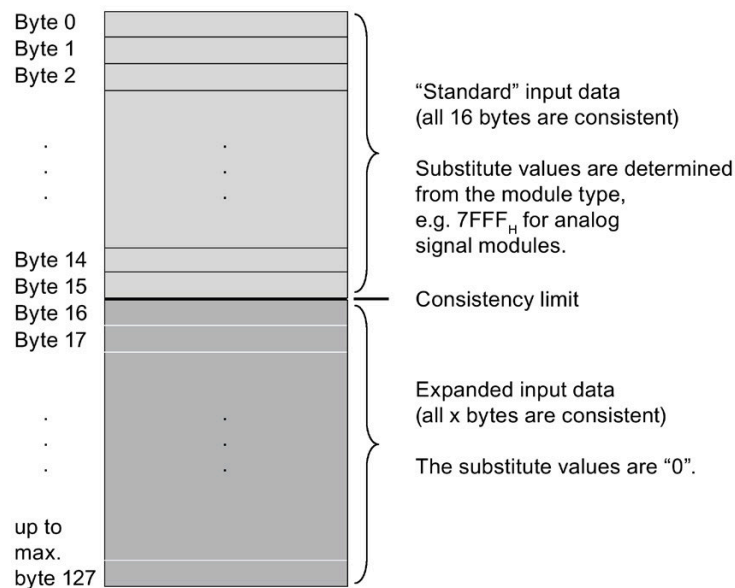 Byte 0
Byte 1
Byte 2
“Standard” input data
(all 16 bytes are consistent)
Substitute values are determined
from the module type,
e.g. 7FFF_H for analog
signal modules.
Byte 14
Byte 15
Consistency limit
Byte 16
Byte 17
Expanded input data
(all x bytes are consistent)
The substitute values are “0”.
up to
max.
byte 127